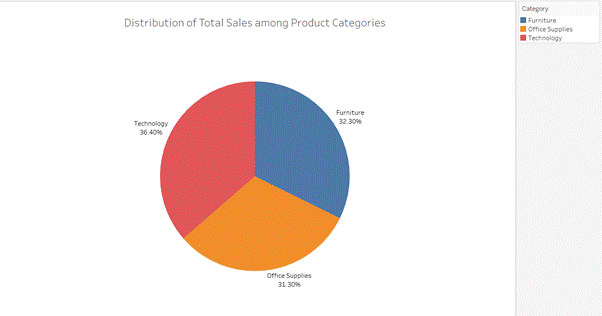 Distribution of Total Sales among Product Categories
Category
Furniture
Office Supplies
Technology
Furniture
32.30%
Technology
36.40%
Office Supplies
31.30%